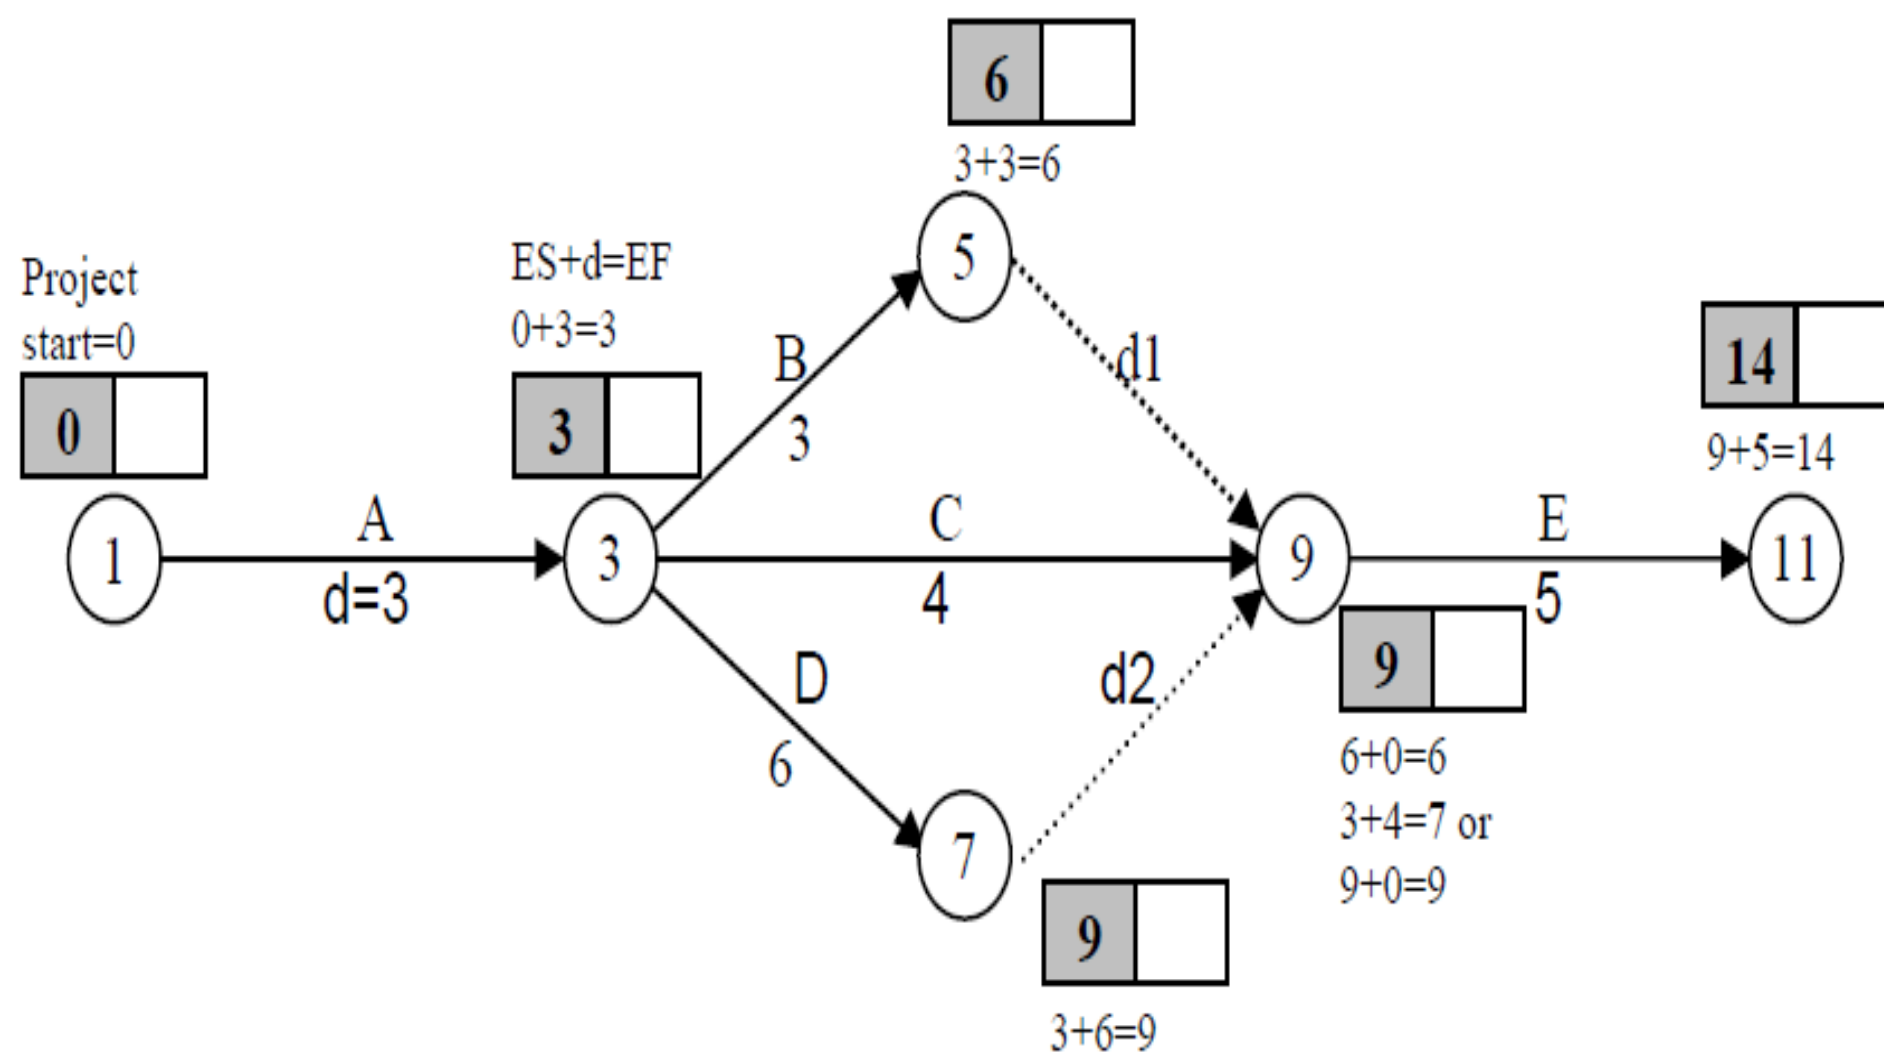 6
3+3=6
5
Project
start=0
0
ES+d=EF
0+3=3
3
B
3
d1
14
9+5=14
1
A
d=3
3
C
4
9
E
5
11
D
6
d2
9
6+0=6
3+4=7 or
9+0=9
7
9
3+6=9